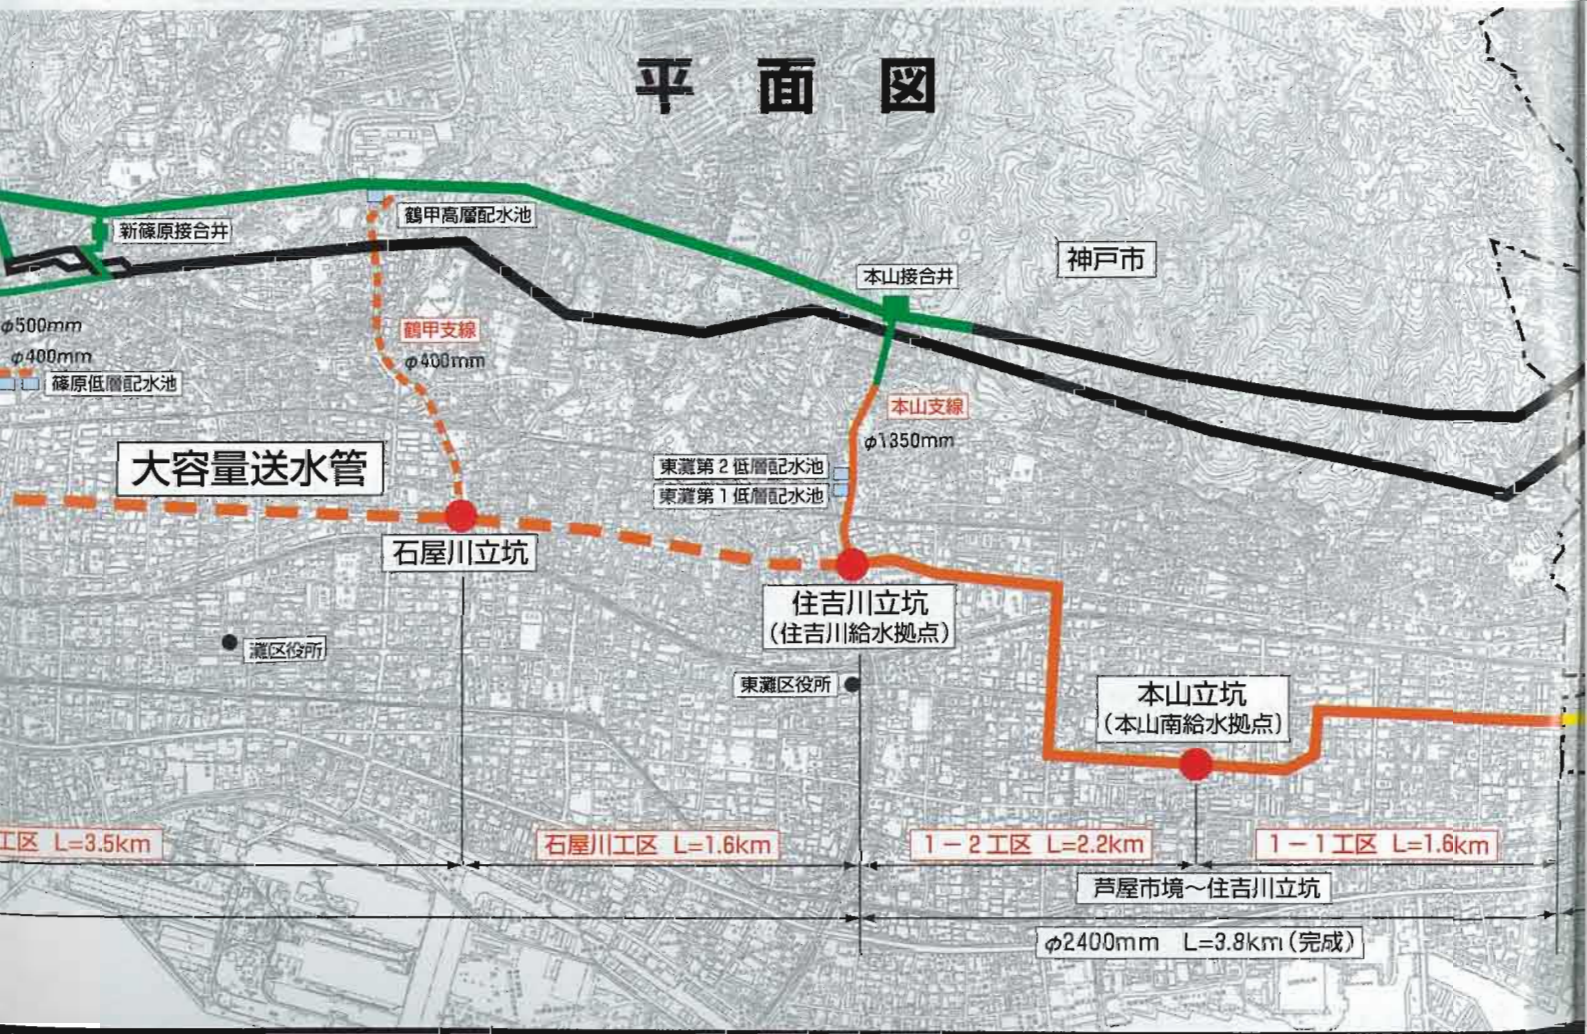 平面図
鶴甲高層配水池
新篠原接合井
神戸市
本山接合井
φ500mm
φ400mm
篠原低層配水池
鶴甲支線
φ400mm
本山支線
φ1350mm
大容量送水管
東灘第2低層配水池
東灘第1低層配水池
石屋川立坑
住吉川立坑
(住吉川給水拠点)
灘区役所
東灘区役所
本山立坑
(本山南給水拠点)
工区 L=3.5km
石屋川工区 L=1.6km
1-2工区 L=2.2km
1-1工区 L=1.6km
芦屋市境~住吉川立坑
φ2400mm L=3.8km(完成)